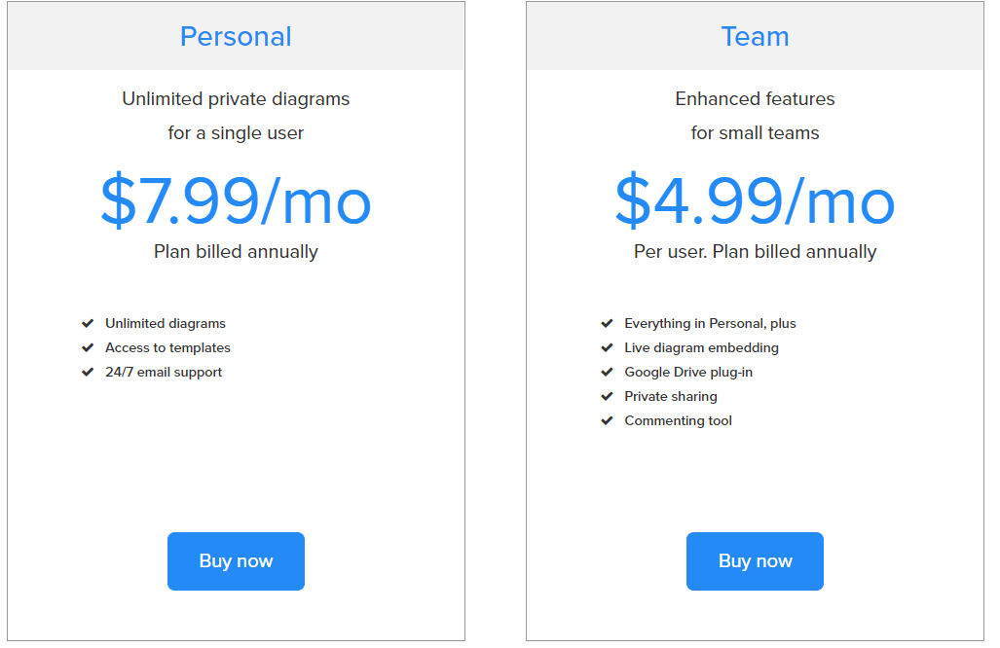 Personal
Unlimited private diagrams
for a single user
$7.99/mo
Plan billed annually
Unlimited diagrams
Access to templates
24/7 email support
Buy now
Team
Enhanced features
for small teams
$4.99/mo
Per user. Plan billed annually
Everything in Personal, plus
Live diagram embedding
Google Drive plug-in
Private sharing
Commenting tool
Buy now